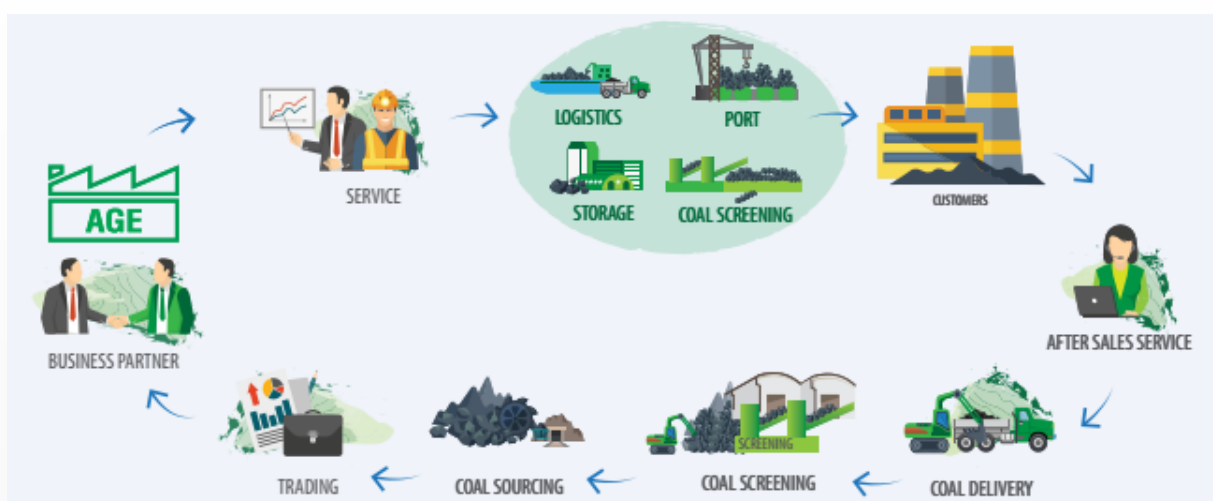 LOGISTICS
PORT
SERVICE
STORAGE
COAL SCREENING
CUSTOMERS
AGE
BUSINESS PARTNER
AFTER SALES SERVICE
SCREENING
TRADING
COAL SOURCING
COAL SCREENING
COAL DELIVERY